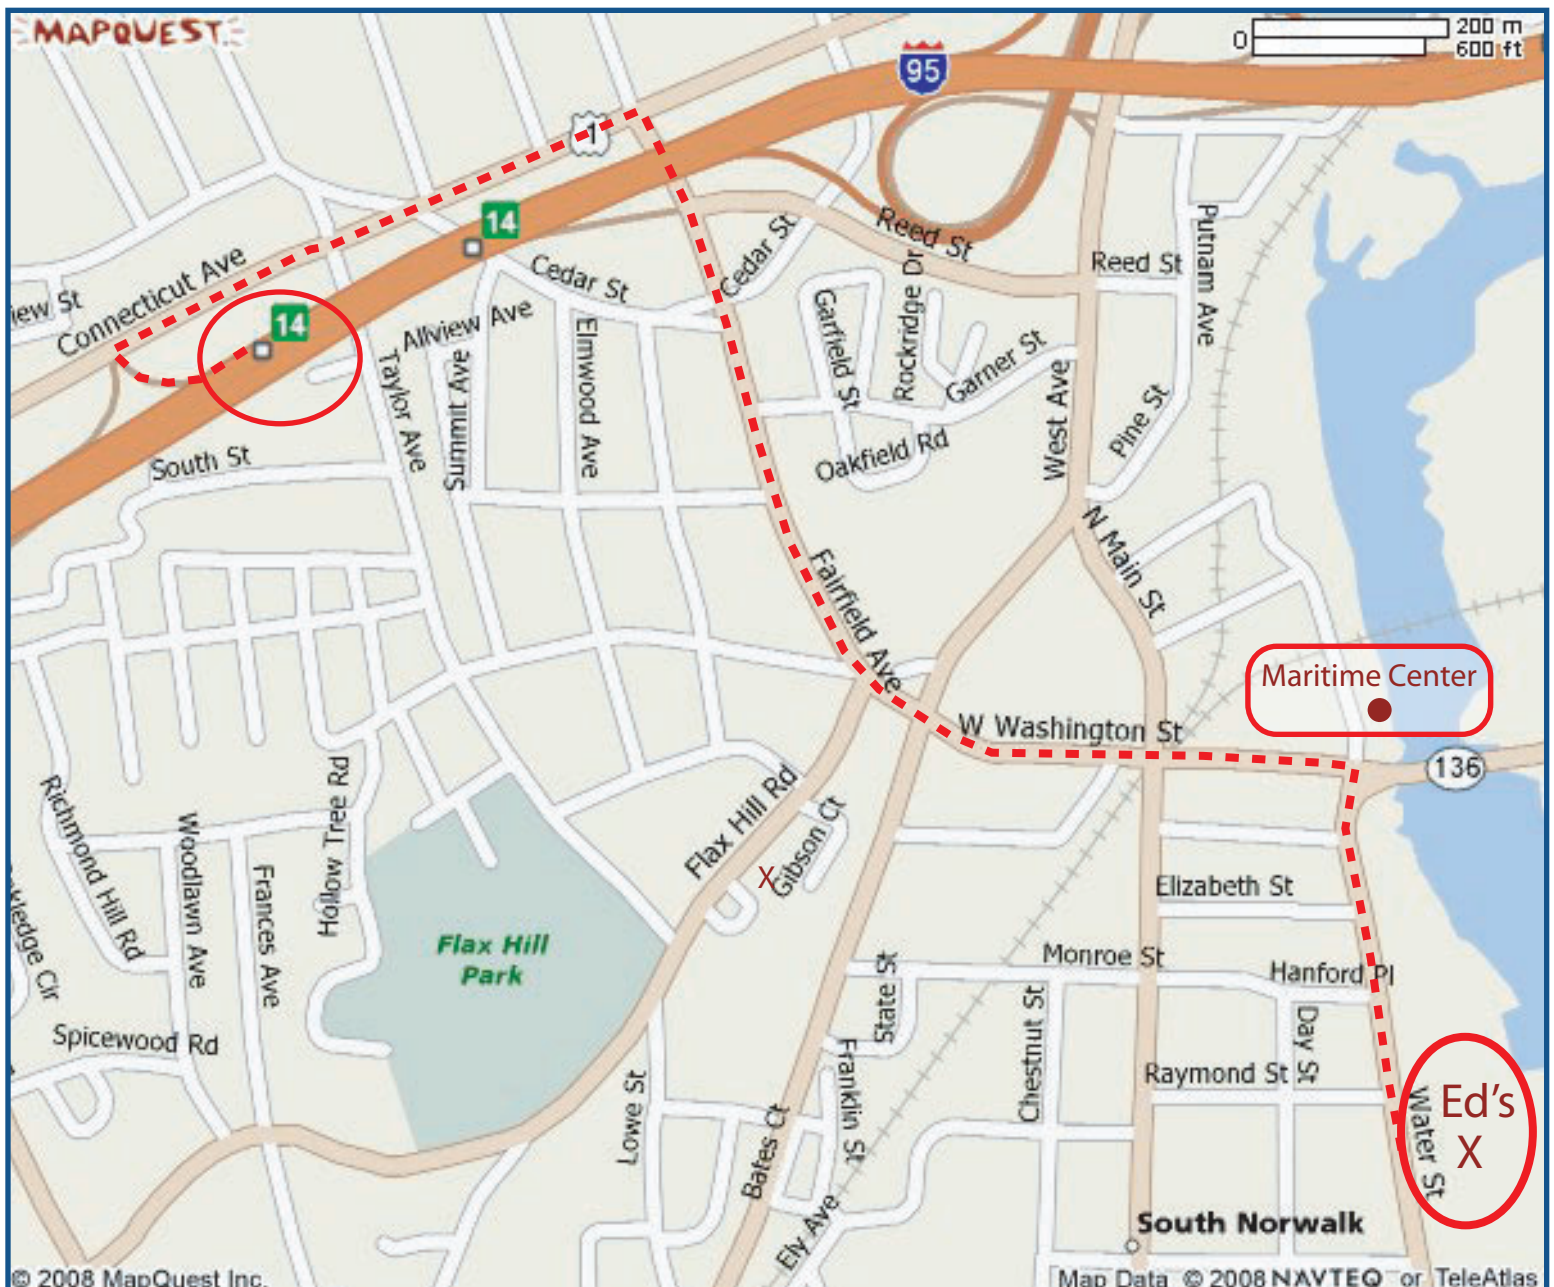 MAPQUEST
0
200 m
600 ft
95
1
14
Connecticut Ave
14
Cedar St
Cedar St
Reed St
Reed St
Putnam Ave
Allview Ave
Elmwood Ave
Summit Ave
Taylor Ave
Garfield St
Rockridge Dr
Garner St
West Ave
Pine St
Oakfield Rd
South St
N Main St
Fairfield Ave
W Washington St
Maritime Center
136
Flax Hill Rd
Gibson Ct
X
Richmond Hill Rd
Woodlawn Ave
Frances Ave
Hollow Tree Rd
Flax Hill
Park
Elizabeth St
Monroe St
Hanford Pl
State St
Chestnut St
Day St
Raymond St
Spicewood Rd
Franklin St
Lowe St
Bates Ct
Ely Ave
Water St
Ed's
X
South Norwalk
© 2008 MapQuest Inc.
Map Data © 2008 NAVTEQ or TeleAtlas